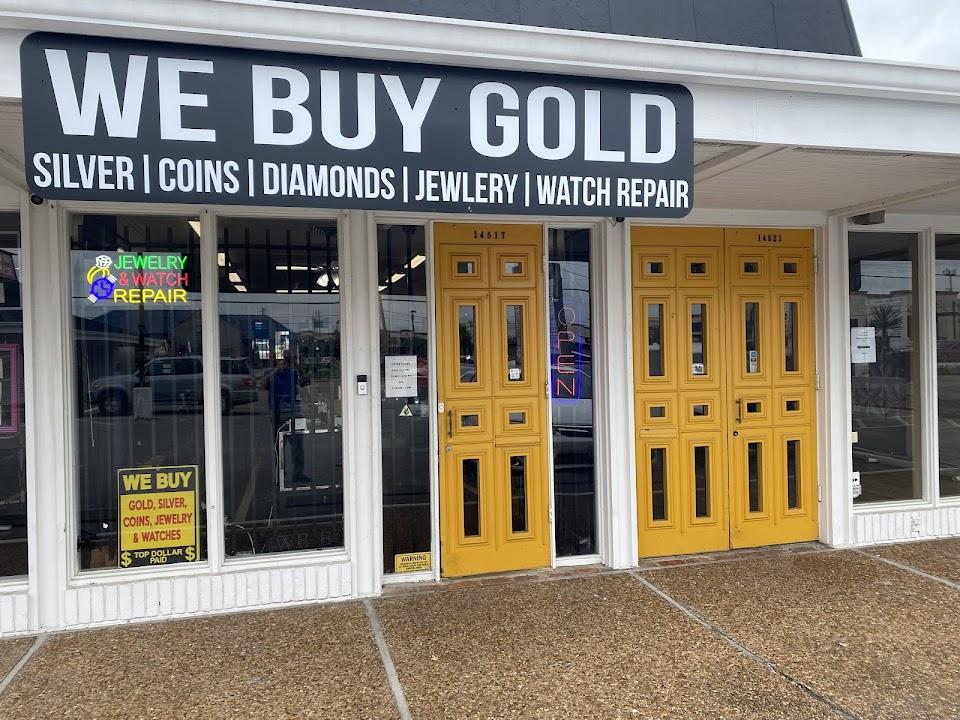 WE BUY GOLD
SILVER | COINS | DIAMONDS | JEWLERY | WATCH REPAIR
14517
14521
JEWELRY
& WATCH
REPAIR
OPEN
WE BUY
GOLD, SILVER,
COINS, JEWELRY
& WATCHES
$ TOP DOLLAR $
PAID
WARNING